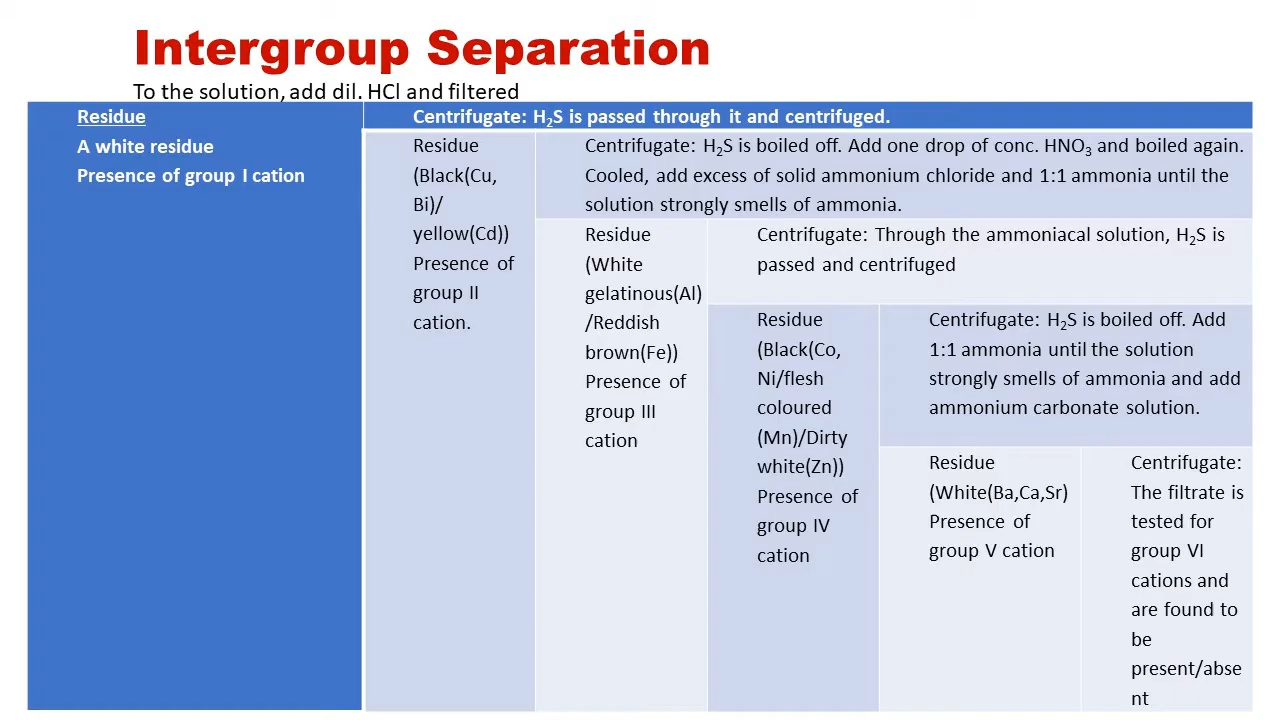 Intergroup Separation
To the solution, add dil. HCl and filtered
Residue
A white residue
Presence of group I cation
Centrifugate: H₂S is passed through it and centrifuged.
Residue
(Black(Cu,
Bi)/
yellow(Cd))
Presence of
group II
cation.
Centrifugate: H₂S is boiled off. Add one drop of conc. HNO₃ and boiled again.
Cooled, add excess of solid ammonium chloride and 1:1 ammonia until the
solution strongly smells of ammonia.
Residue
(White
gelatinous(Al)
/Reddish
brown(Fe))
Presence of
group III
cation
Centrifugate: Through the ammoniacal solution, H₂S is
passed and centrifuged
Residue
(Black(Co,
Ni/flesh
coloured
(Mn)/Dirty
white(Zn))
Presence of
group IV
cation
Centrifugate: H₂S is boiled off. Add
1:1 ammonia until the solution
strongly smells of ammonia and add
ammonium carbonate solution.
Residue
(White(Ba,Ca,Sr)
Presence of
group V cation
Centrifugate:
The filtrate is
tested for
group VI
cations and
are found to
be
present/abse
nt